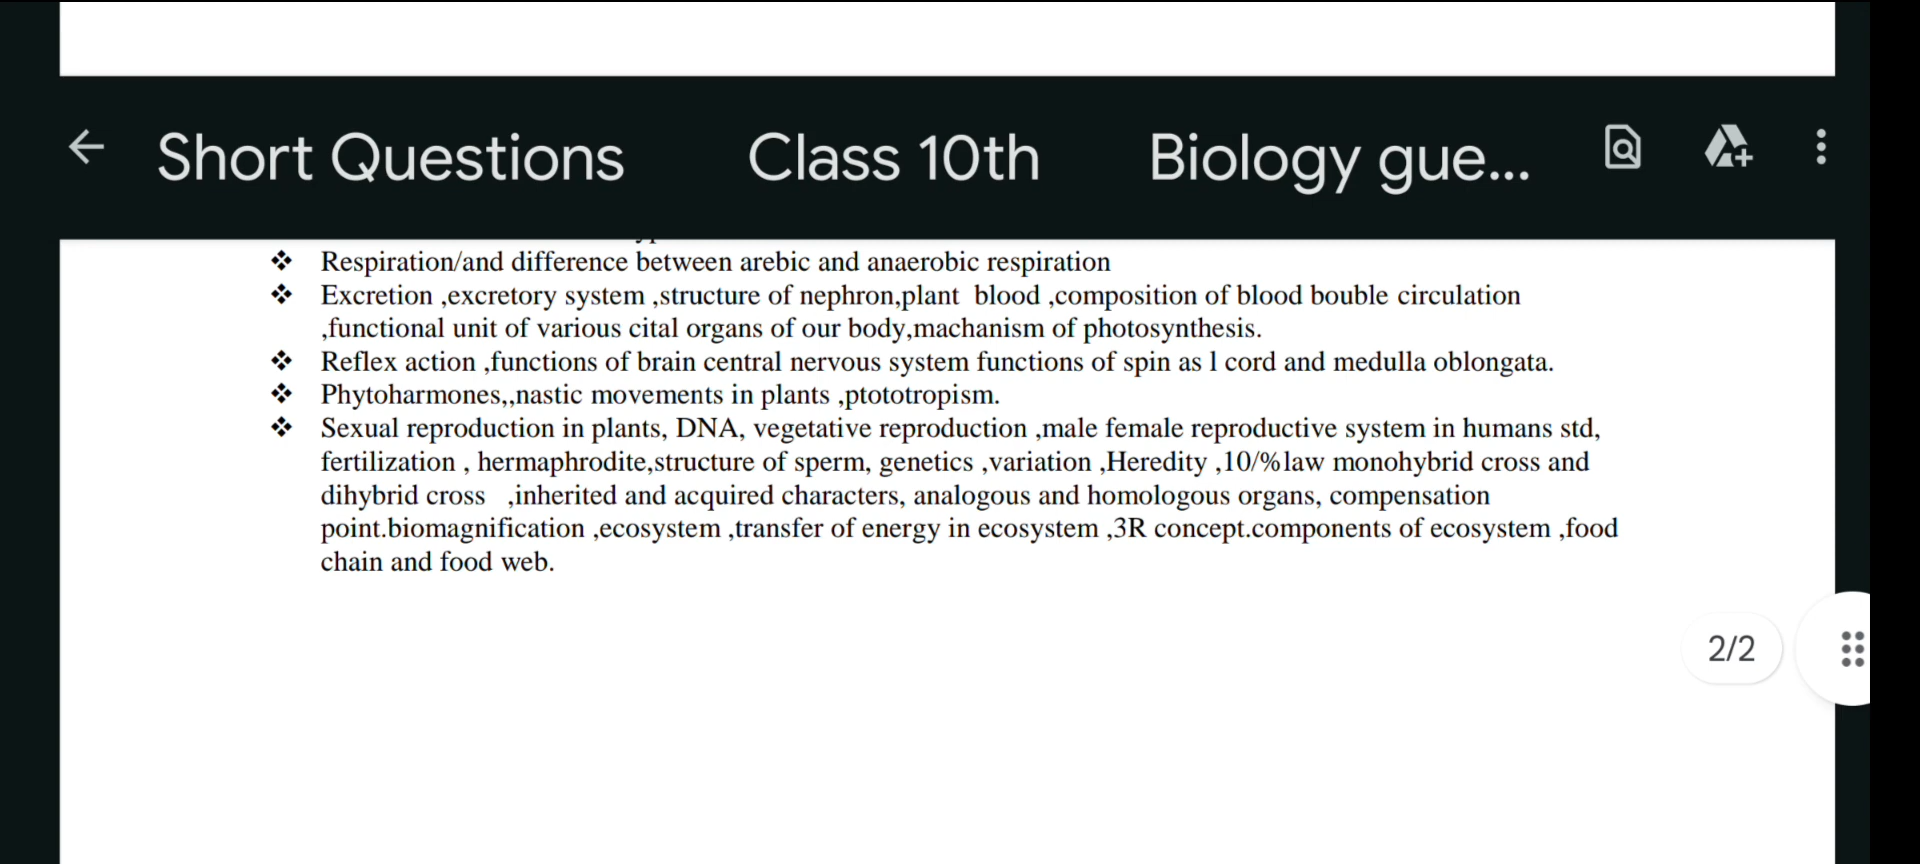 Short Questions Class 10th Biology gue...
❖ Respiration/and difference between arebic and anaerobic respiration
❖ Excretion ,excretory system ,structure of nephron,plant blood ,composition of blood bouble circulation
,functional unit of various cital organs of our body,machanism of photosynthesis.
❖ Reflex action ,functions of brain central nervous system functions of spin as l cord and medulla oblongata.
❖ Phytoharmones,,nastic movements in plants ,ptototropism.
❖ Sexual reproduction in plants, DNA, vegetative reproduction ,male female reproductive system in humans std,
fertilization , hermaphrodite,structure of sperm, genetics ,variation ,Heredity ,10/%law monohybrid cross and
dihybrid cross ,inherited and acquired characters, analogous and homologous organs, compensation
point.biomagnification ,ecosystem ,transfer of energy in ecosystem ,3R concept.components of ecosystem ,food
chain and food web.
2/2